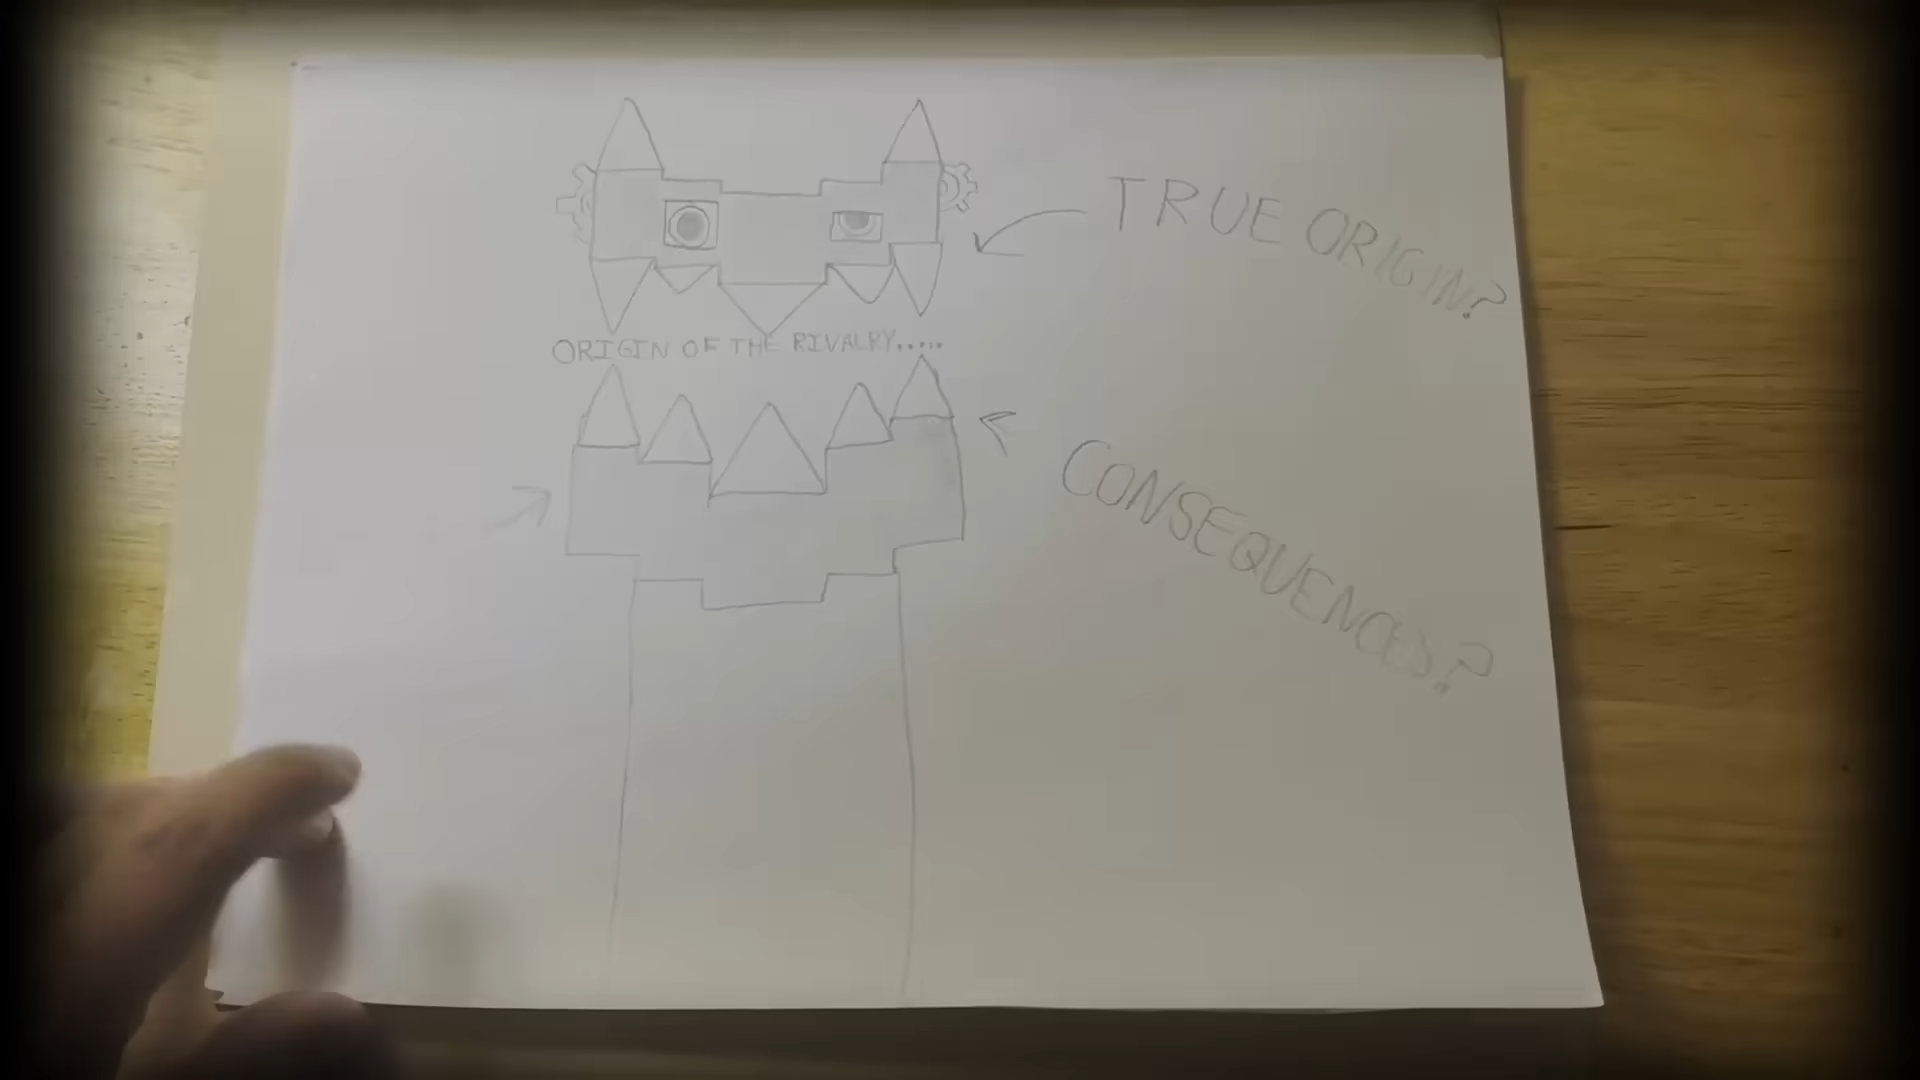 TRUE ORIGIN?
ORIGIN OF THE RIVALRY.....
CONSEQUENCES?